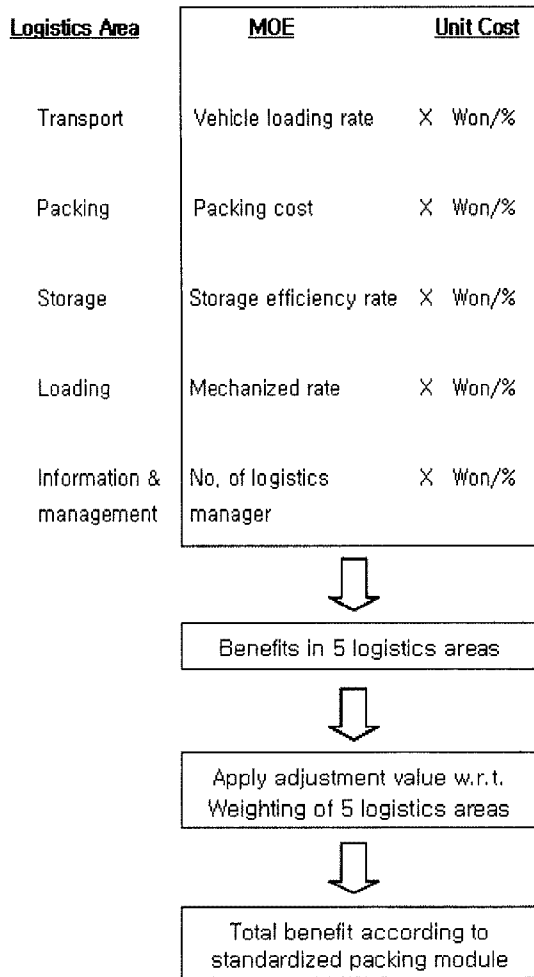 Logistics Area MOE Unit Cost
Transport Vehicle loading rate X Won/%
Packing Packing cost X Won/%
Storage Storage efficiency rate X Won/%
Loading Mechanized rate X Won/%
Information & No, of logistics X Won/%
management manager
Benefits in 5 logistics areas
Apply adjustment value w.r.t.
Weighting of 5 logistics areas
Total benefit according to
standardized packing module